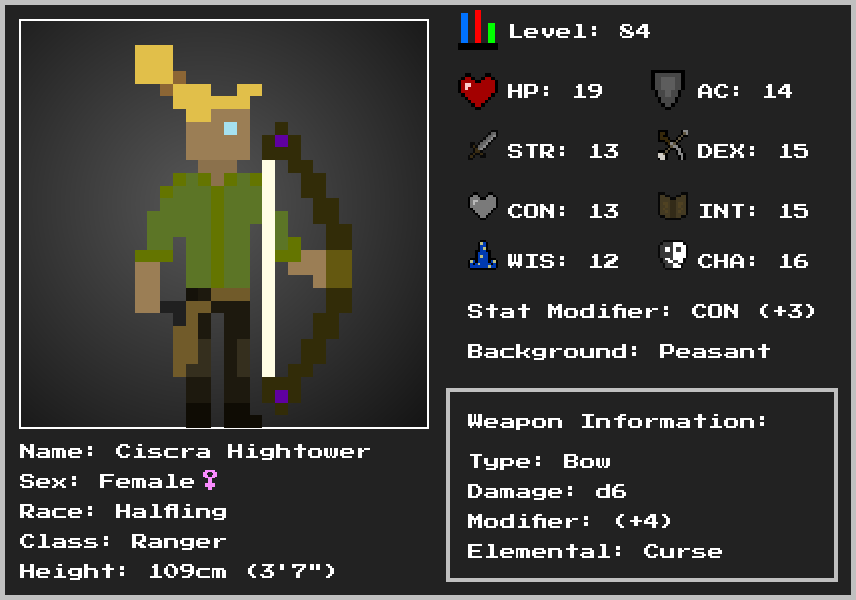 Level: 84
HP: 19 AC: 14
STR: 13 DEX: 15
CON: 13 INT: 15
WIS: 12 CHA: 16
Stat Modifier: CON (+3)
Background: Peasant
Name: Ciscra Hightower
Sex: Female♀
Race: Halfling
Class: Ranger
Height: 109cm (3'7")
Weapon Information:
Type: Bow
Damage: d6
Modifier: (+4)
Elemental: Curse